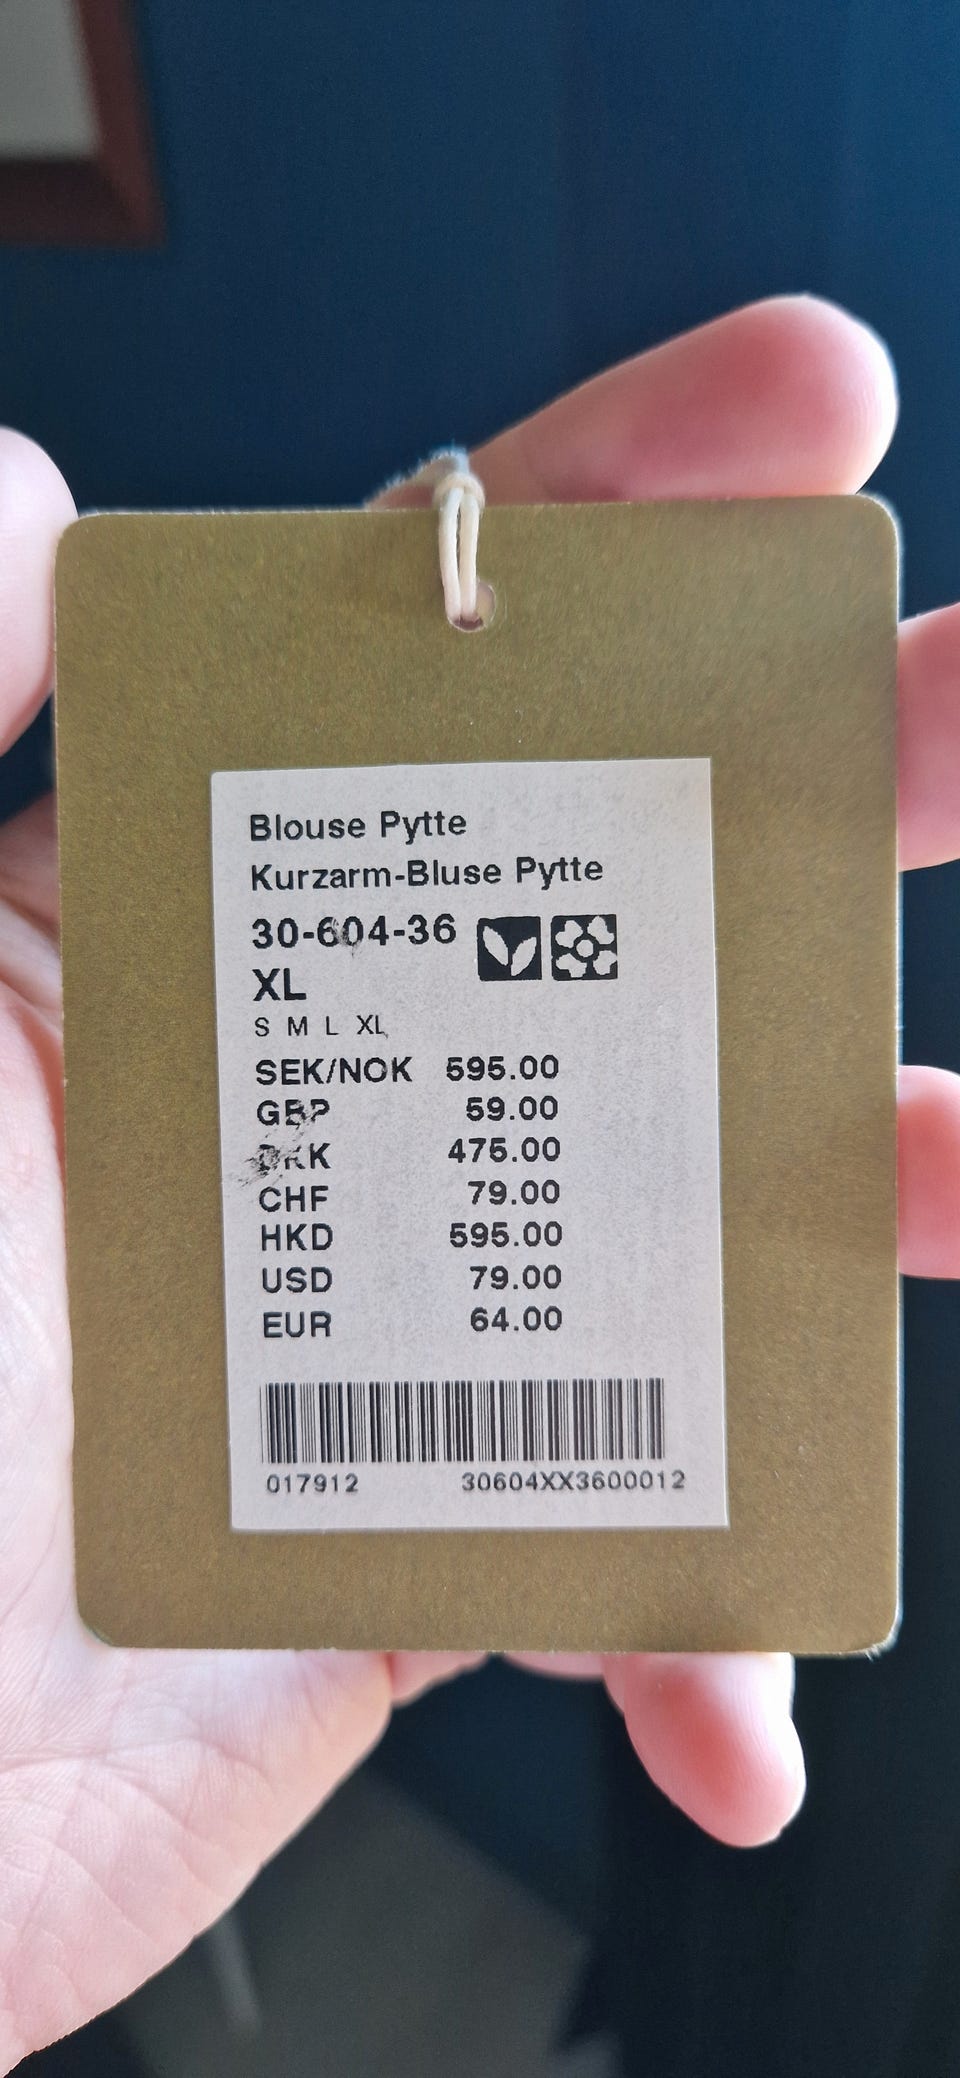 Blouse Pytte
Kurzarm-Bluse Pytte
30-604-36
XL
S M L XL
SEK/NOK 595.00
GBP 59.00
DKK 475.00
CHF 79.00
HKD 595.00
USD 79.00
EUR 64.00
017912 30604XX3600012